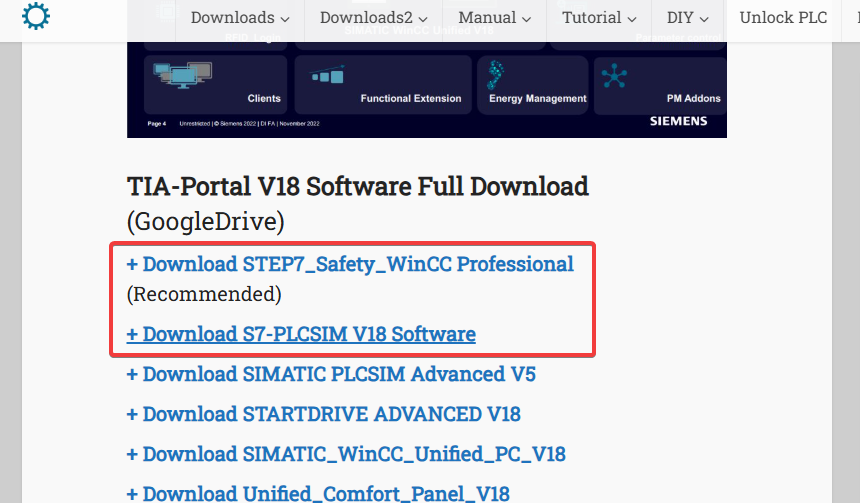 Downloads
Downloads2
Manual
Tutorial
DIY
Unlock PLC
RFID, Login
SIMATIC WinCC Unified V18
Parameter control
Clients
Functional Extension
Energy Management
PM Addons
Page 4 Unrestricted | © Siemens 2022 | DI FA | November 2022
SIEMENS
TIA-Portal V18 Software Full Download
(GoogleDrive)
+ Download STEP7_Safety_WinCC Professional
(Recommended)
+ Download S7-PLCSIM V18 Software
+ Download SIMATIC PLCSIM Advanced V5
+ Download STARTDRIVE ADVANCED V18
+ Download SIMATIC_WinCC_Unified_PC_V18
+ Download Unified_Comfort_Panel_V18